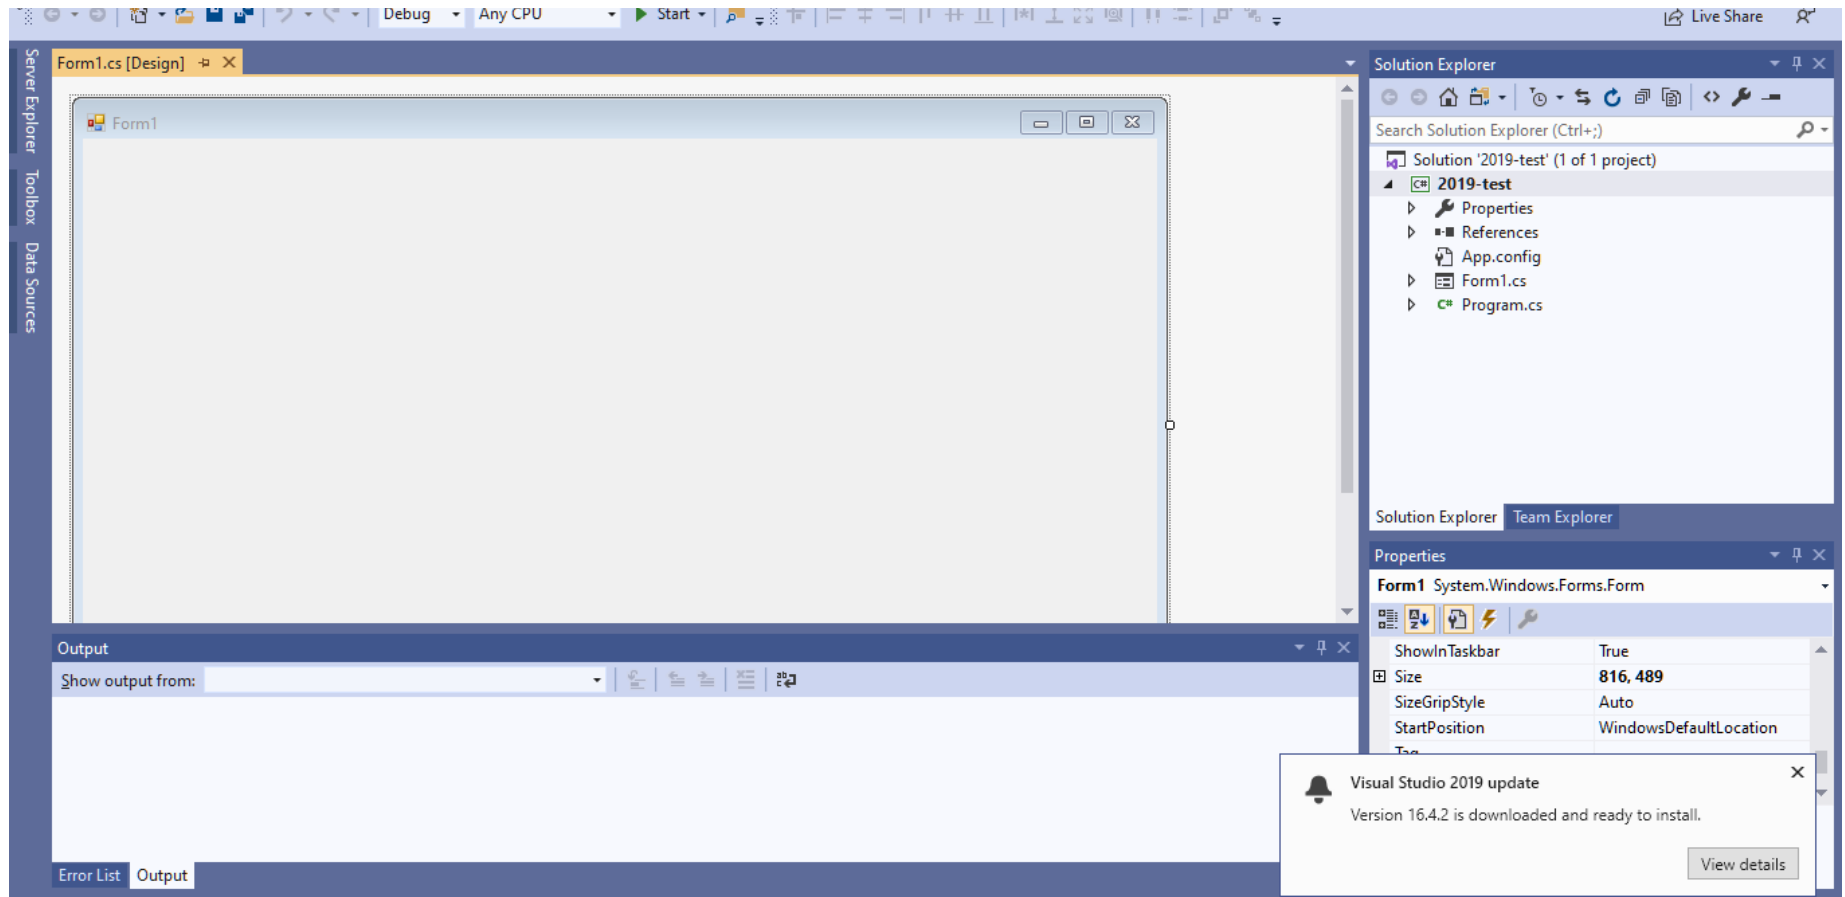 Debug
Any CPU
Start
Live Share
Server Explorer
Toolbox
Data Sources
Form1.cs [Design]
Form1
Solution Explorer
Search Solution Explorer (Ctrl+;)
Solution '2019-test' (1 of 1 project)
C# 2019-test
Properties
References
App.config
Form1.cs
C# Program.cs
Solution Explorer Team Explorer
Properties
Form1 System.Windows.Forms.Form
ShowInTaskbar True
Size 816, 489
SizeGripStyle Auto
StartPosition WindowsDefaultLocation
Tag
Output
Show output from:
Error List Output
Visual Studio 2019 update
Version 16.4.2 is downloaded and ready to install.
View details